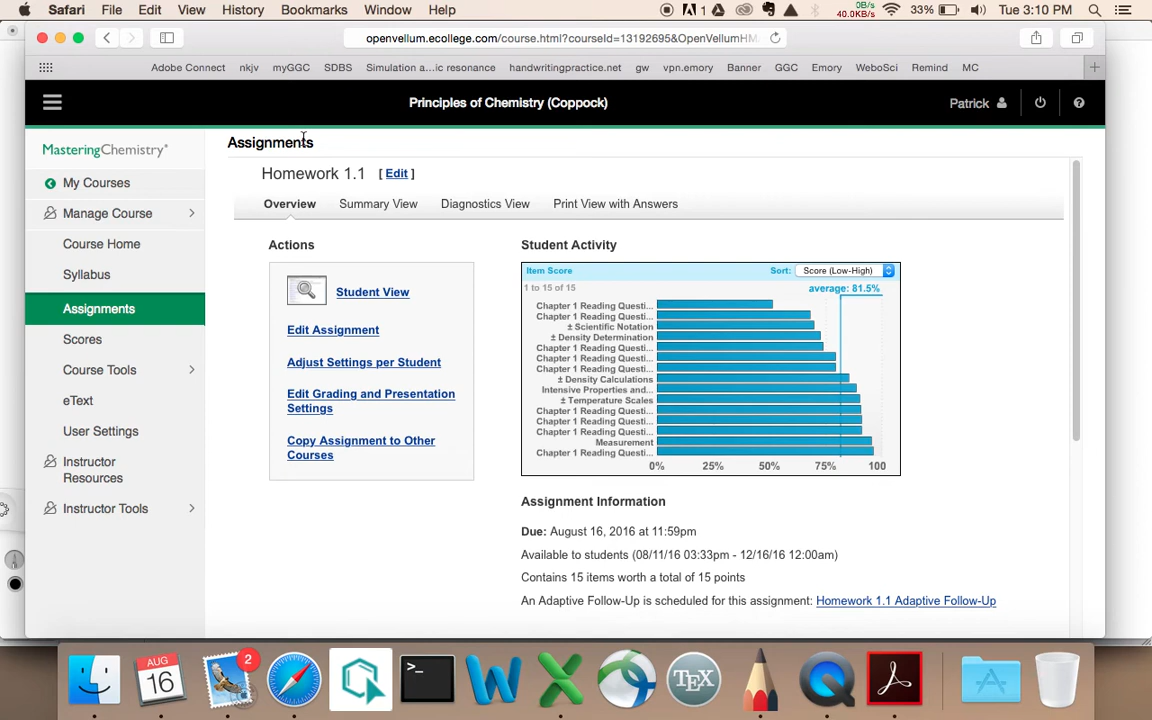 Safari File Edit View History Bookmarks Window Help
1 0B/s 40.0KB/s 33% Tue 3:10 PM
openvellum.ecollege.com/course.html?courseId=13192695&OpenVellumHM
Adobe Connect nkjv myGGC SDBS Simulation a...ic resonance handwritingpractice.net gw vpn.emory Banner GGC Emory WeboSci Remind MC
Principles of Chemistry (Coppock)
Patrick
MasteringChemistry®
My Courses
Manage Course
Course Home
Syllabus
Assignments
Scores
Course Tools
eText
User Settings
Instructor
Resources
Instructor Tools
Assignments
Homework 1.1 [ Edit ]
Overview Summary View Diagnostics View Print View with Answers
Actions
Student View
Edit Assignment
Adjust Settings per Student
Edit Grading and Presentation
Settings
Copy Assignment to Other
Courses
Student Activity
Item Score Sort: Score (Low-High)
1 to 15 of 15 average: 81.5%
Chapter 1 Reading Questi...
Chapter 1 Reading Questi...
± Scientific Notation
± Density Determination
Chapter 1 Reading Questi...
Chapter 1 Reading Questi...
Chapter 1 Reading Questi...
± Density Calculations
Intensive Properties and...
± Temperature Scales
Chapter 1 Reading Questi...
Chapter 1 Reading Questi...
Chapter 1 Reading Questi...
Measurement
Chapter 1 Reading Questi...
0% 25% 50% 75% 100
Assignment Information
Due: August 16, 2016 at 11:59pm
Available to students (08/11/16 03:33pm - 12/16/16 12:00am)
Contains 15 items worth a total of 15 points
An Adaptive Follow-Up is scheduled for this assignment: Homework 1.1 Adaptive Follow-Up
AUG
16
2
TEX